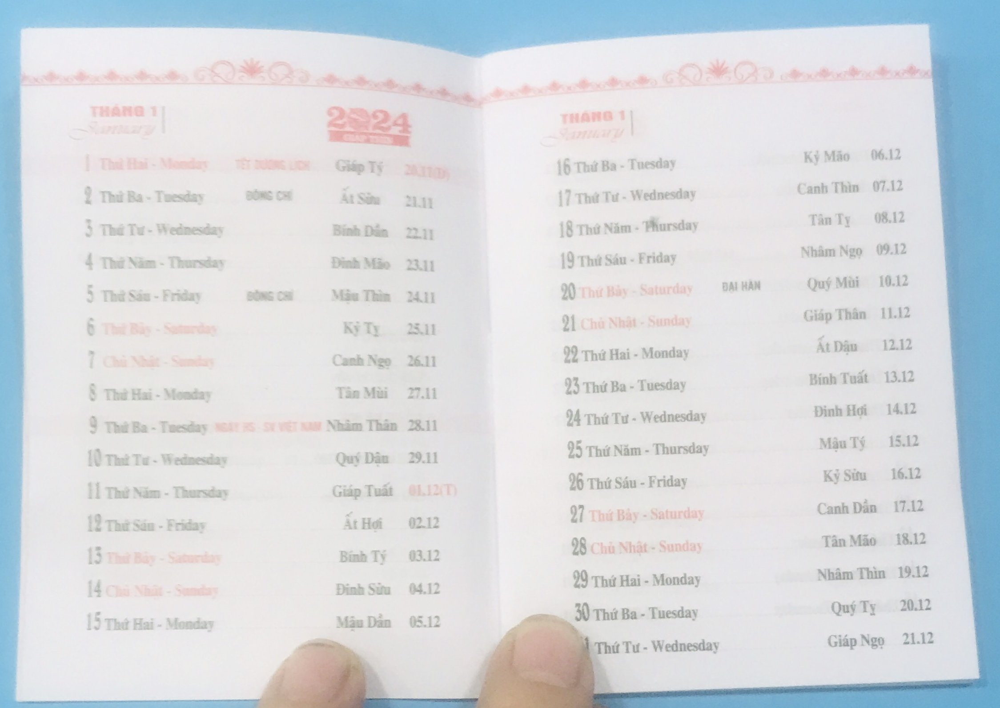 THÁNG 1
January
2024
GIÁP THÌN
1 Thứ Hai - Monday TẾT DƯƠNG LỊCH Giáp Tý 20.11(Đ)
2 Thứ Ba - Tuesday ĐÔNG CHÍ Ất Sửu 21.11
3 Thứ Tư - Wednesday Bính Dần 22.11
4 Thứ Năm - Thursday Đinh Mão 23.11
5 Thứ Sáu - Friday ĐÔNG CHÍ Mậu Thìn 24.11
6 Thứ Bảy - Saturday Kỷ Tỵ 25.11
7 Chủ Nhật - Sunday Canh Ngọ 26.11
8 Thứ Hai - Monday Tân Mùi 27.11
9 Thứ Ba - Tuesday NGÀY HS - SV VIỆT NAM Nhâm Thân 28.11
10 Thứ Tư - Wednesday Quý Dậu 29.11
11 Thứ Năm - Thursday Giáp Tuất 01.12(T)
12 Thứ Sáu - Friday Ất Hợi 02.12
13 Thứ Bảy - Saturday Bính Tý 03.12
14 Chủ Nhật - Sunday Đinh Sửu 04.12
15 Thứ Hai - Monday Mậu Dần 05.12
THÁNG 1
January
16 Thứ Ba - Tuesday Kỷ Mão 06.12
17 Thứ Tư - Wednesday Canh Thìn 07.12
18 Thứ Năm - Thursday Tân Tỵ 08.12
19 Thứ Sáu - Friday Nhâm Ngọ 09.12
20 Thứ Bảy - Saturday ĐẠI HÀN Quý Mùi 10.12
21 Chủ Nhật - Sunday Giáp Thân 11.12
22 Thứ Hai - Monday Ất Dậu 12.12
23 Thứ Ba - Tuesday Bính Tuất 13.12
24 Thứ Tư - Wednesday Đinh Hợi 14.12
25 Thứ Năm - Thursday Mậu Tý 15.12
26 Thứ Sáu - Friday Kỷ Sửu 16.12
27 Thứ Bảy - Saturday Canh Dần 17.12
28 Chủ Nhật - Sunday Tân Mão 18.12
29 Thứ Hai - Monday Nhâm Thìn 19.12
30 Thứ Ba - Tuesday Quý Tỵ 20.12
Thứ Tư - Wednesday Giáp Ngọ 21.12